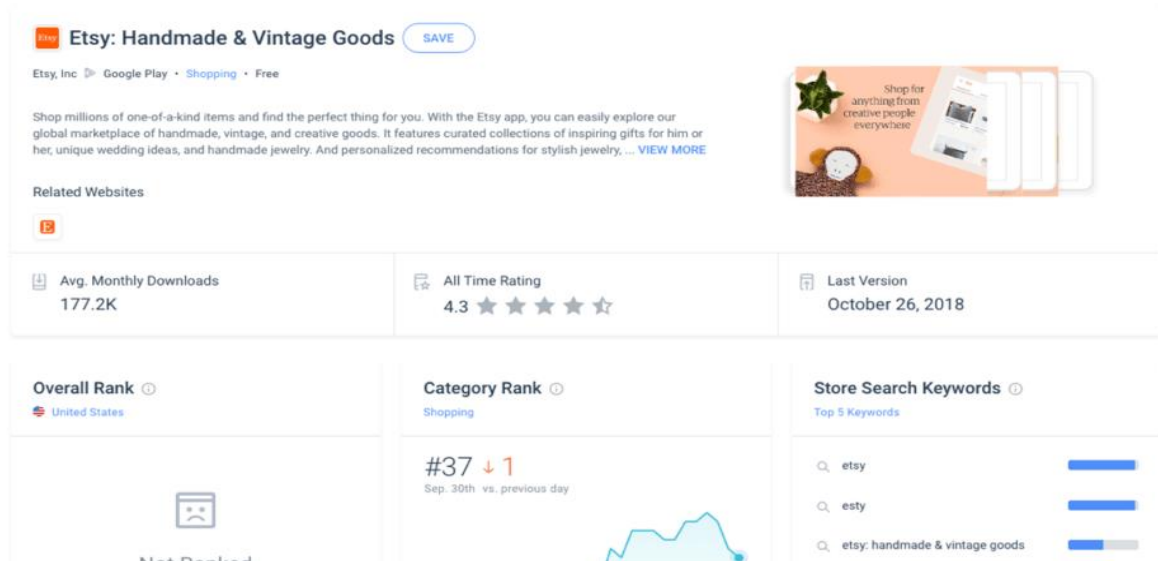 Etsy: Handmade & Vintage Goods SAVE
Etsy, Inc Google Play • Shopping • Free
Shop millions of one-of-a-kind items and find the perfect thing for you. With the Etsy app, you can easily explore our
global marketplace of handmade, vintage, and creative goods. It features curated collections of inspiring gifts for him or
her, unique wedding ideas, and handmade jewelry. And personalized recommendations for stylish jewelry, ... VIEW MORE
Shop for
anything from
creative people
everywhere
Related Websites
E
Avg. Monthly Downloads
177.2K
All Time Rating
4.3
Last Version
October 26, 2018
Overall Rank
United States
Not Ranked
Category Rank
Shopping
#37 ↓ 1
Sep. 30th vs. previous day
Store Search Keywords
Top 5 Keywords
etsy
esty
etsy: handmade & vintage goods